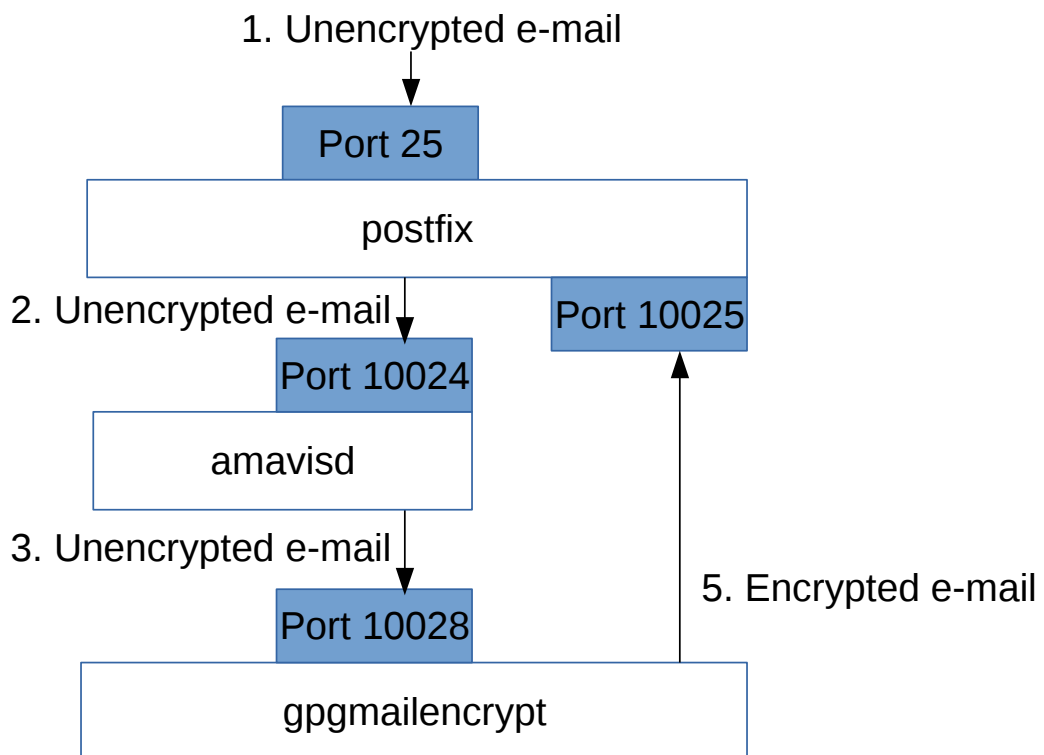 1. Unencrypted e-mail
Port 25
postfix
2. Unencrypted e-mail
Port 10025
Port 10024
amavisd
3. Unencrypted e-mail
5. Encrypted e-mail
Port 10028
gpgmailencrypt